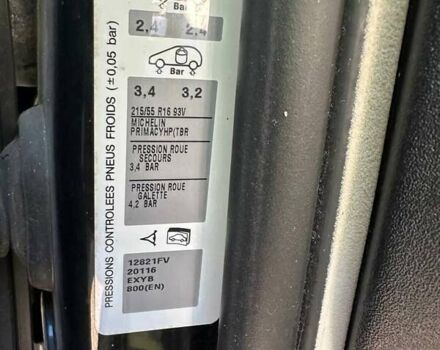 Bar
2,4 2,4
Bar
3,4 3,2
215/55 R16 93V
MICHELIN
PRIMACYHP(TBR
PRESSION ROUE
SECOURS
3,4 BAR
PRESSION ROUE
GALETTE
4,2 BAR
12821FV
20116
EXYB
800(EN)
PRESSIONS CONTROLEES PNEUS FROIDS (±0,05 bar)